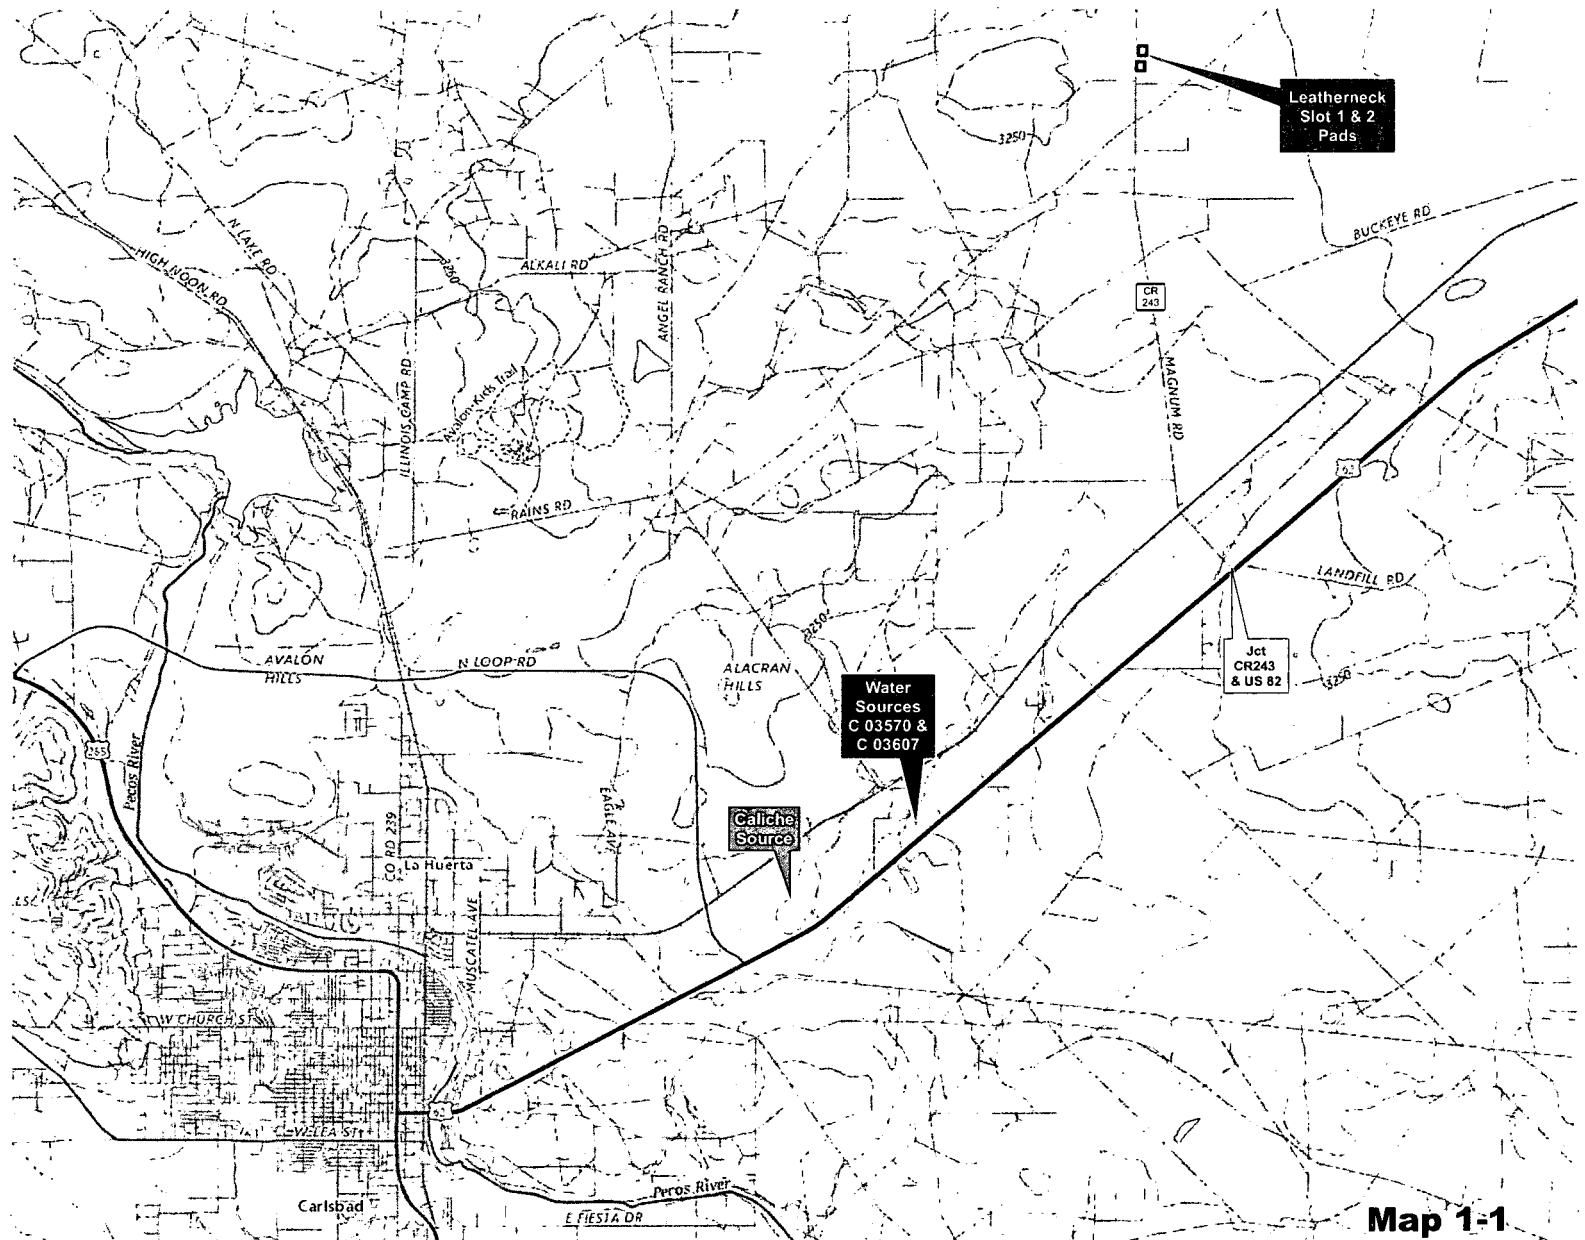 Leatherneck
Slot 1 & 2
Pads
3250
BUCKEYE RD
N LAKE RD
HIGH NOON RD
3250
ALKALI RD
ANGEL RANCH RD
CR
243
MAGNUM RD
ILLINOIS CAMP RD
Avalon-Kids Trail
RAINS RD
LANDFILL RD
3250
Jct
CR243
& US 82
3250
AVALON
HILLS
N LOOP RD
ALACRAN
HILLS
Water
Sources
C 03570 &
C 03607
285
Pecos River
EAGLE AVE
Caliche
Source
CO RD 239
La Huerta
MUSCATEL AVE
W CHURCH ST
Carlsbad
Pecos River
E FIESTA DR
Map 1-1